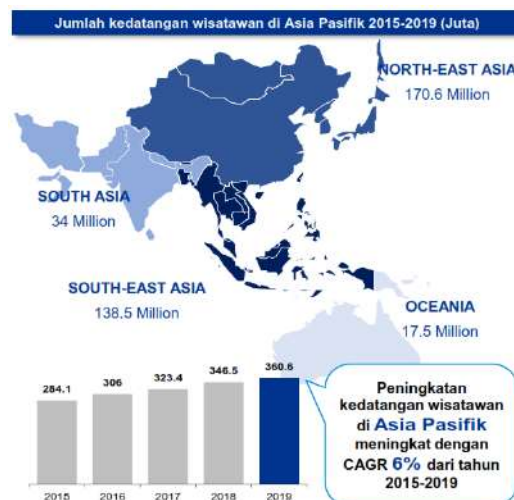 Jumlah kedatangan wisatawan di Asia Pasifik 2015-2019 (Juta)
NORTH-EAST ASIA
170.6 Million
SOUTH ASIA
34 Million
SOUTH-EAST ASIA
138.5 Million
OCEANIA
17.5 Million
284.1
306
323.4
346.5
360.6
2015
2016
2017
2018
2019
Peningkatan
kedatangan wisatawan
di Asia Pasifik
meningkat dengan
CAGR 6% dari tahun
2015-2019